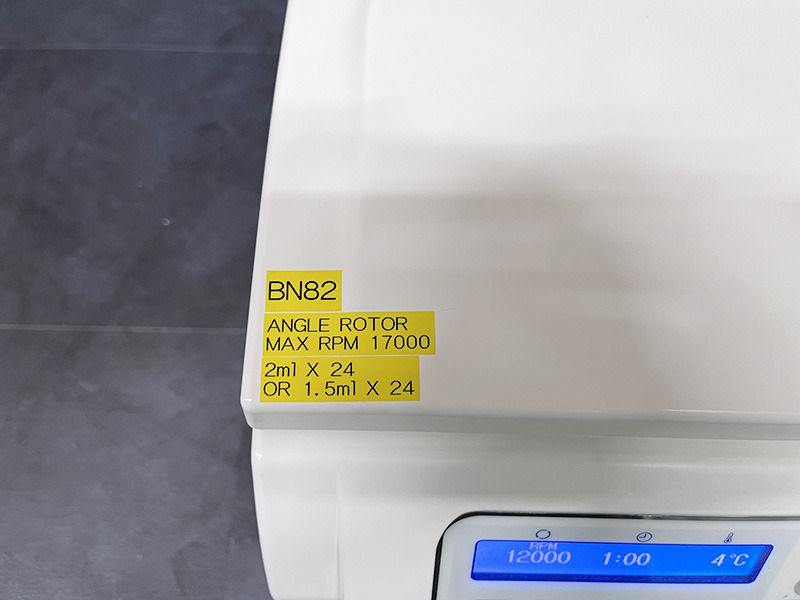 BN82
ANGLE ROTOR
MAX RPM 17000
2ml X 24
OR 1.5ml X 24
RPM
12000 1:00 4°C